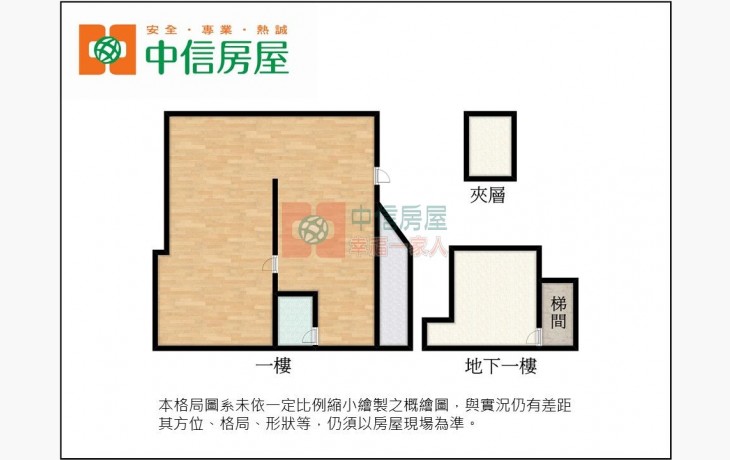 安全·專業·熱誠
中信房屋
夾層
中信房屋
幸福一家人
梯間
一樓
地下一樓
本格局圖系未依一定比例縮小繪製之概繪圖，與實況仍有差距
其方位、格局、形狀等，仍須以房屋現場為準。